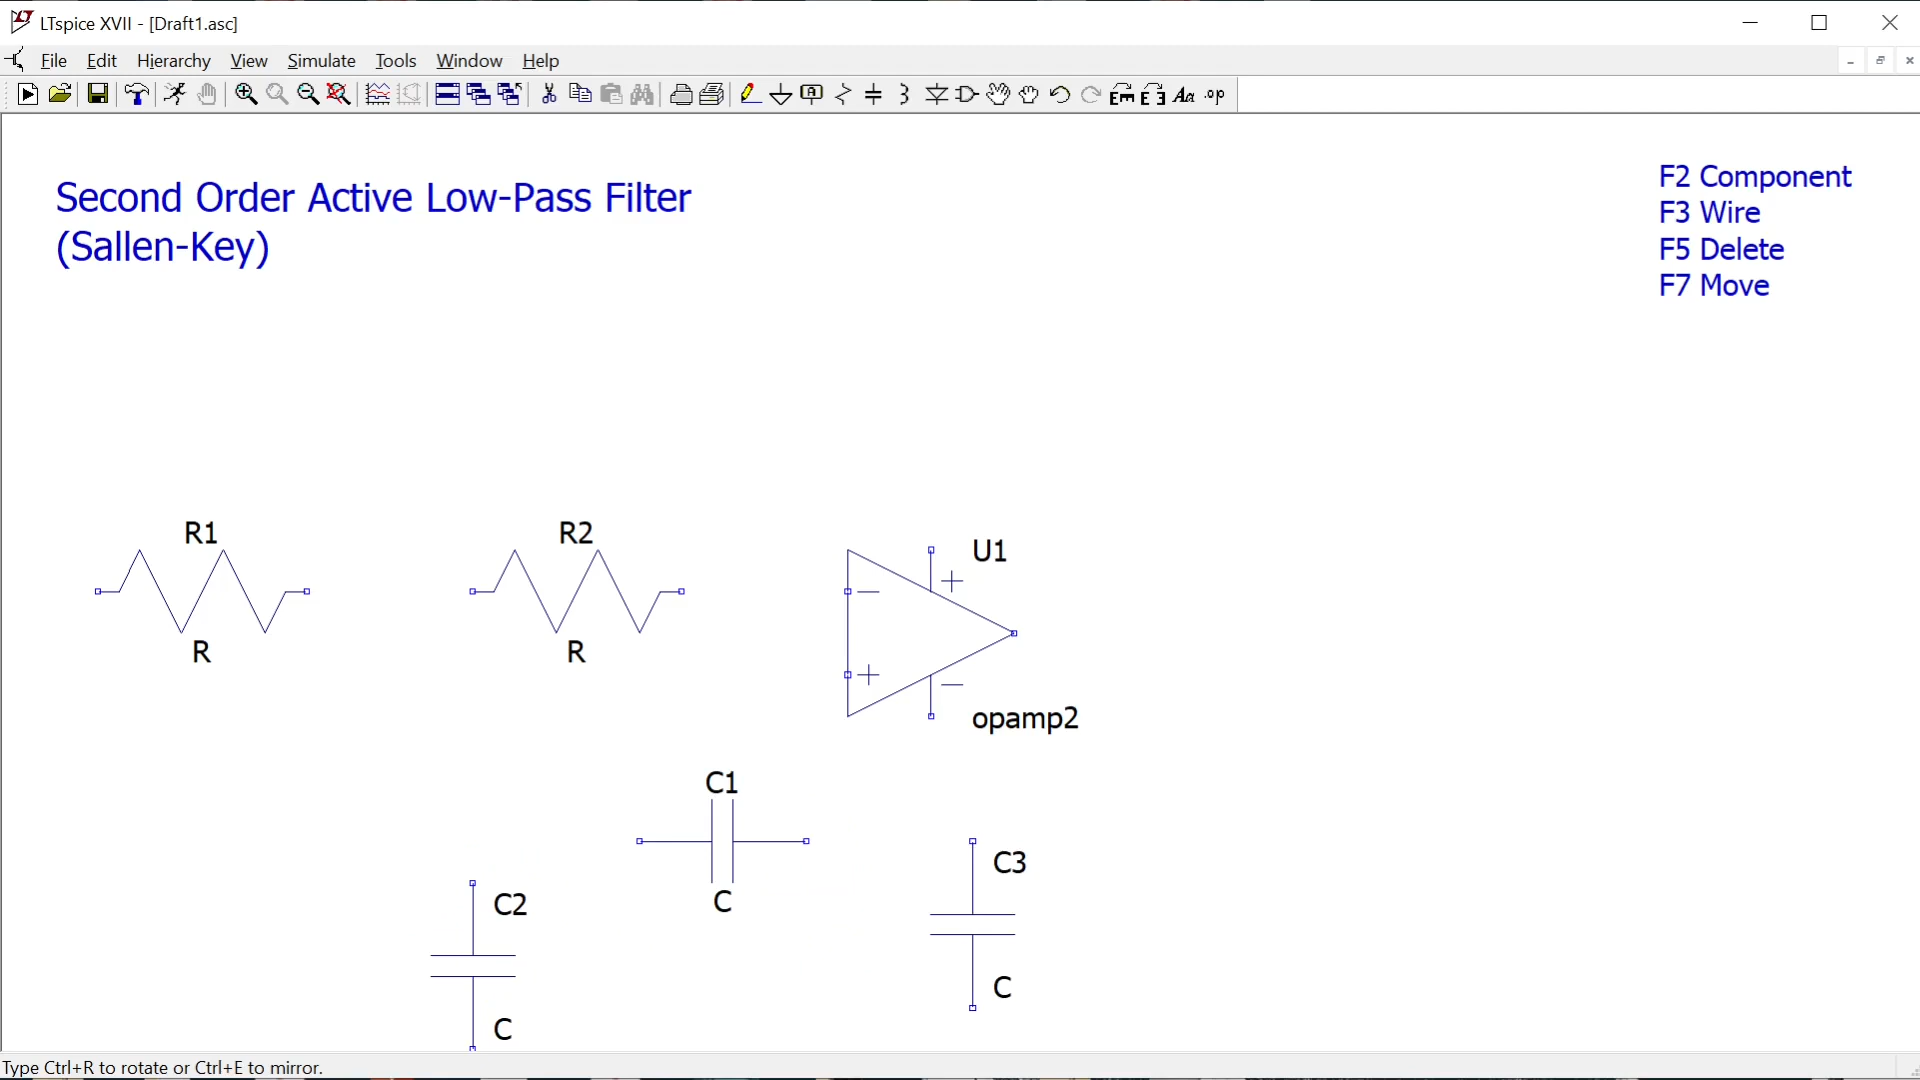 LTspice XVII - [Draft1.asc]
File Edit Hierarchy View Simulate Tools Window Help
Aa .op
Second Order Active Low-Pass Filter
(Sallen-Key)
F2 Component
F3 Wire
F5 Delete
F7 Move
R1
R
R2
R
U1
opamp2
C1
C
C2
C
C3
C
Type Ctrl+R to rotate or Ctrl+E to mirror.